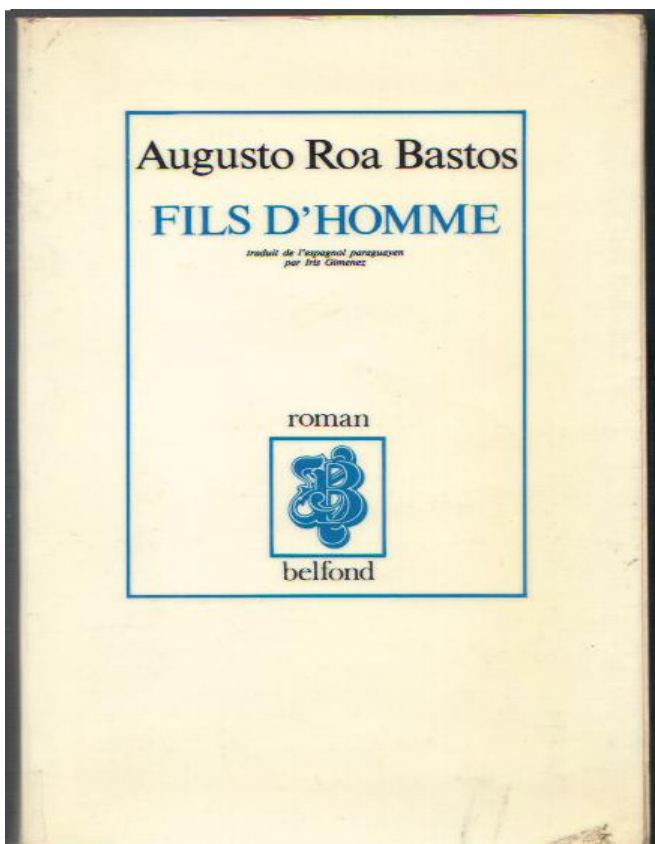 Augusto Roa Bastos
FILS D'HOMME
traduit de l'espagnol paraguayen
par Iris Gimenez
roman
belfond